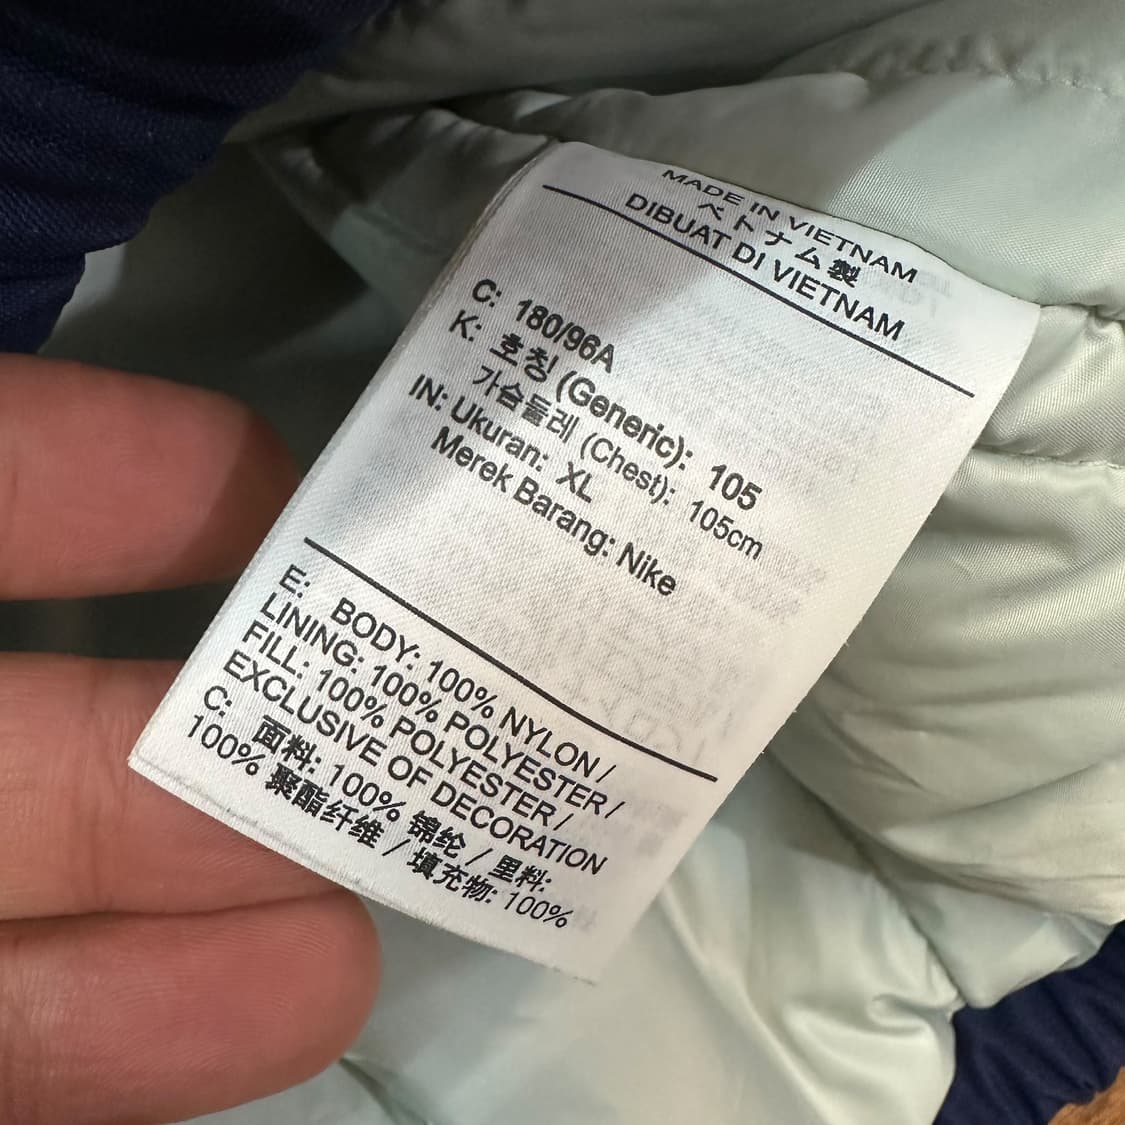 MADE IN VIETNAM
ベトナム製
DIBUAT DI VIETNAM
C: 180/96A
K: 호칭 (Generic): 105
가슴둘레 (Chest): 105cm
IN: Ukuran: XL
Merek Barang: Nike
E: BODY: 100% NYLON /
LINING: 100% POLYESTER /
FILL: 100% POLYESTER /
EXCLUSIVE OF DECORATION
C: 面料: 100% 锦纶 / 里料:
100% 聚酯纤维 / 填充物: 100%